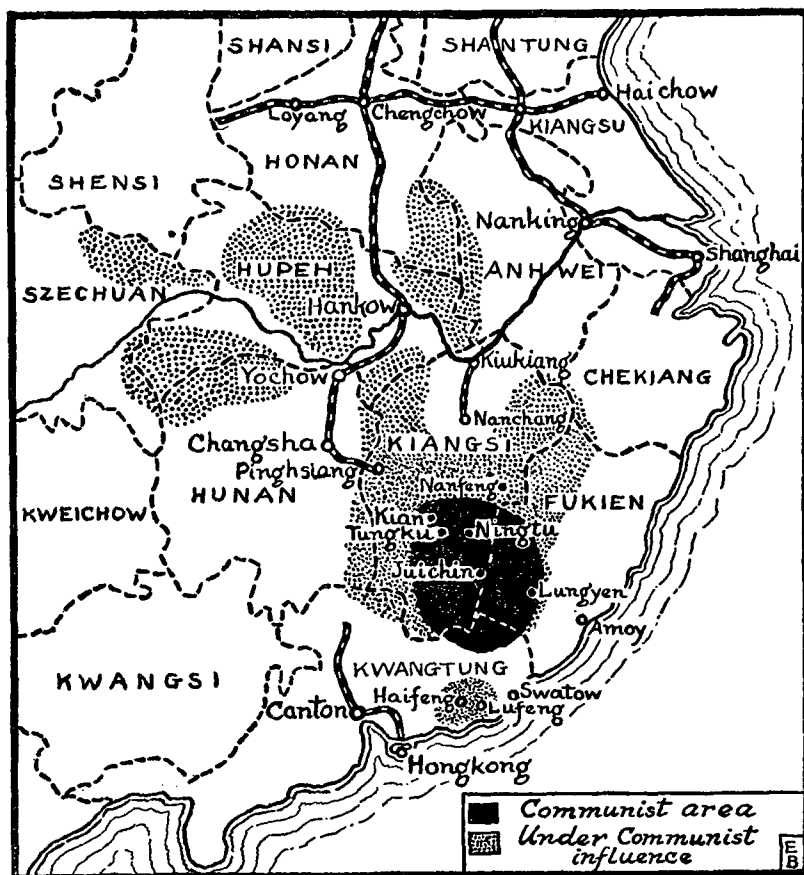 SHANSI
SHANTUNG
Haichow
Loyang
Chengchow
KIANGSU
HONAN
SHENSI
Nanking
Shanghai
SZECHUAN
HUPEH
ANHWEI
Hankow
Yochow
Kiukiang
CHEKIANG
Nanchang
Changsha
KIANGSI
Pinghsiang
HUNAN
Nanfeng
FUKIEN
KWEICHOW
Kian
Tungku
Ningtu
Juichin
Lungyen
Amoy
KWANGSI
KWANGTUNG
Haifeng
Swatow
Lufeng
Canton
Hongkong
Communist area
Under Communist
influence
EB